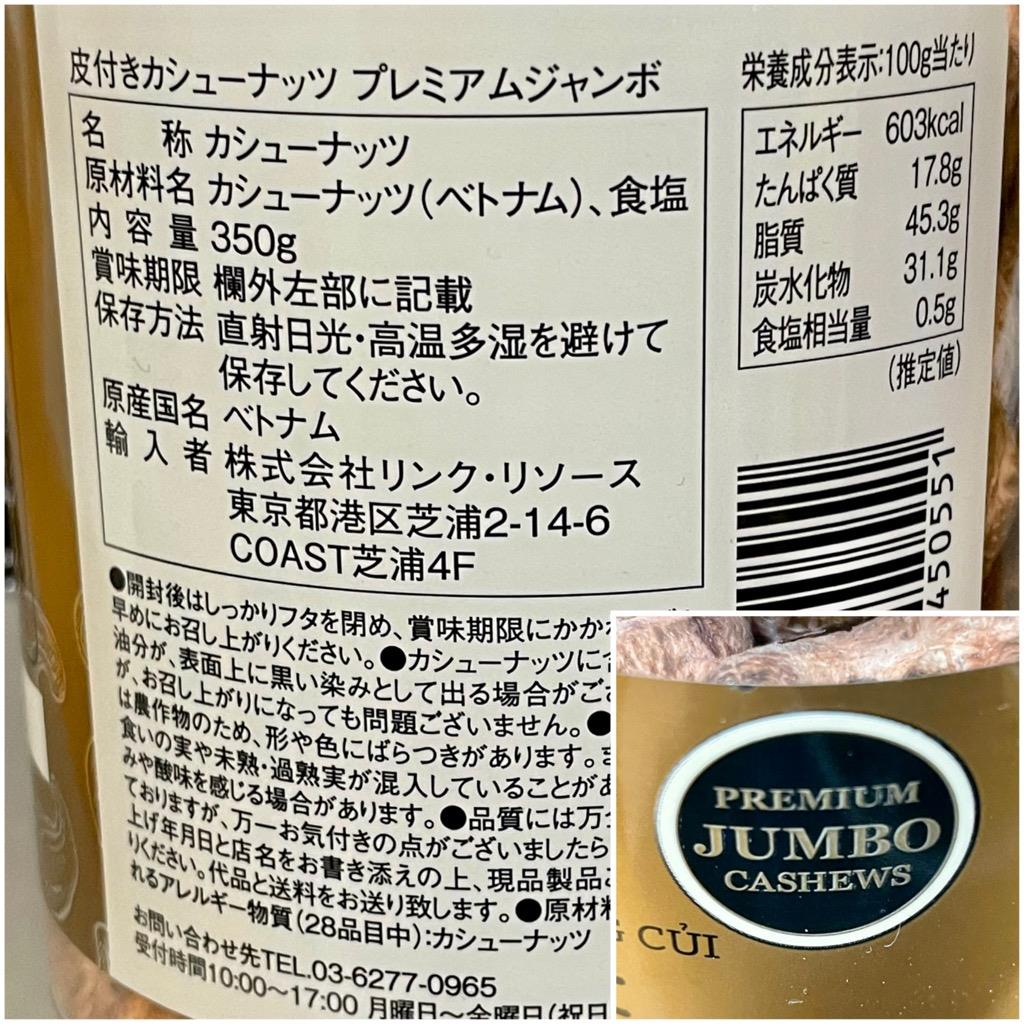 皮付きカシューナッツ プレミアムジャンボ
名 称 カシューナッツ
原材料名 カシューナッツ(ベトナム)、食塩
内容量 350g
賞味期限 欄外左部に記載
保存方法 直射日光・高温多湿を避けて
保存してください。
原産国名 ベトナム
輸入者 株式会社リンク・リソース
東京都港区芝浦2-14-6
COAST芝浦4F
●開封後はしっかりフタを閉め、賞味期限にかか
早めにお召し上がりください。●カシューナッツに
油分が、表面上に黒い染みとして出る場合がご
が、お召し上がりになっても問題ございません。●
は農作物のため、形や色にばらつきがあります。
食いの実や未熟・過熟実が混入していることが
みや酸味を感じる場合があります。●品質には万
ておりますが、万一お気付きの点がございましたら
上げ年月日と店名をお書き添えの上、現品製品
りください。代品と送料をお送り致します。●原材
れるアレルギー物質(28品目中):カシューナッツ
お問い合わせ先TEL.03-6277-0965
受付時間10:00〜17:00 月曜日〜金曜日(祝日
栄養成分表示:100g当たり
エネルギー 603kcal
たんぱく質 17.8g
脂質 45.3g
炭水化物 31.1g
食塩相当量 0.5g
(推定値)
450551
PREMIUM
JUMBO
CASHEWS
CỦI